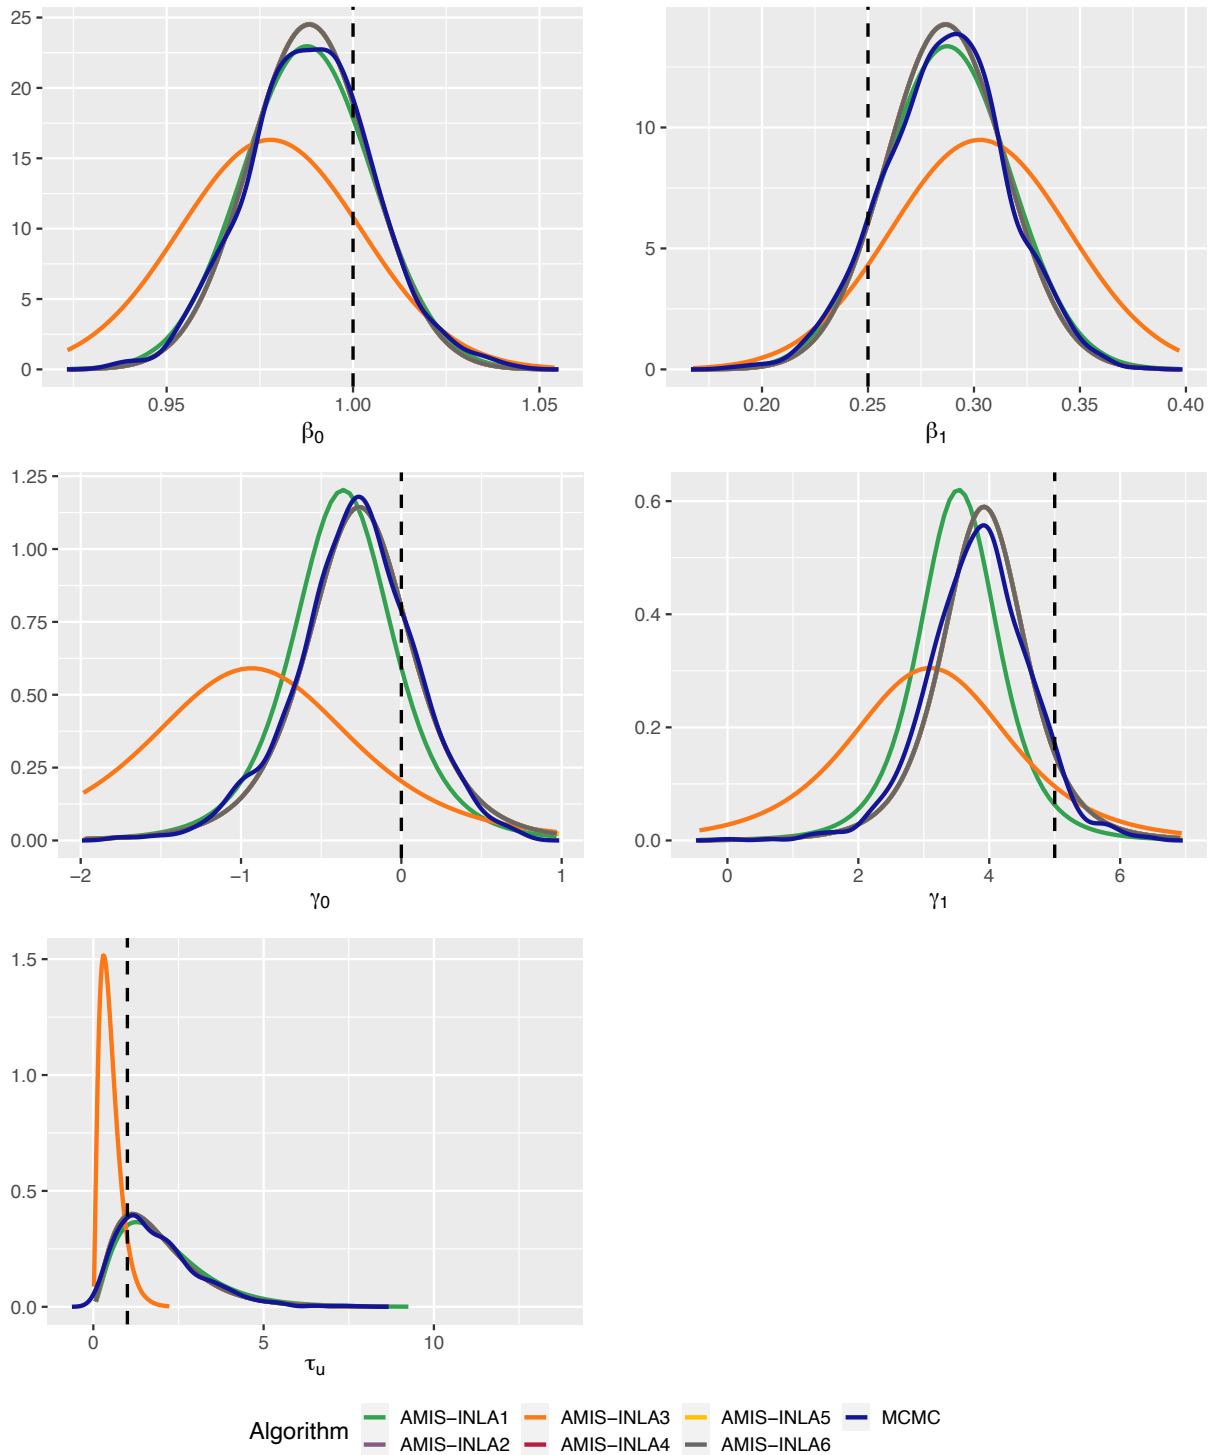 25
20
15
10
5
0
0.95 1.00 1.05
β0
10
5
0
0.20 0.25 0.30 0.35 0.40
β1
1.25
1.00
0.75
0.50
0.25
0.00
−2 −1 0 1
γ0
0.6
0.4
0.2
0.0
0 2 4 6
γ1
1.5
1.0
0.5
0.0
0 5 10
τu
Algorithm
AMIS−INLA1 AMIS−INLA3 AMIS−INLA5 MCMC
AMIS−INLA2 AMIS−INLA4 AMIS−INLA6